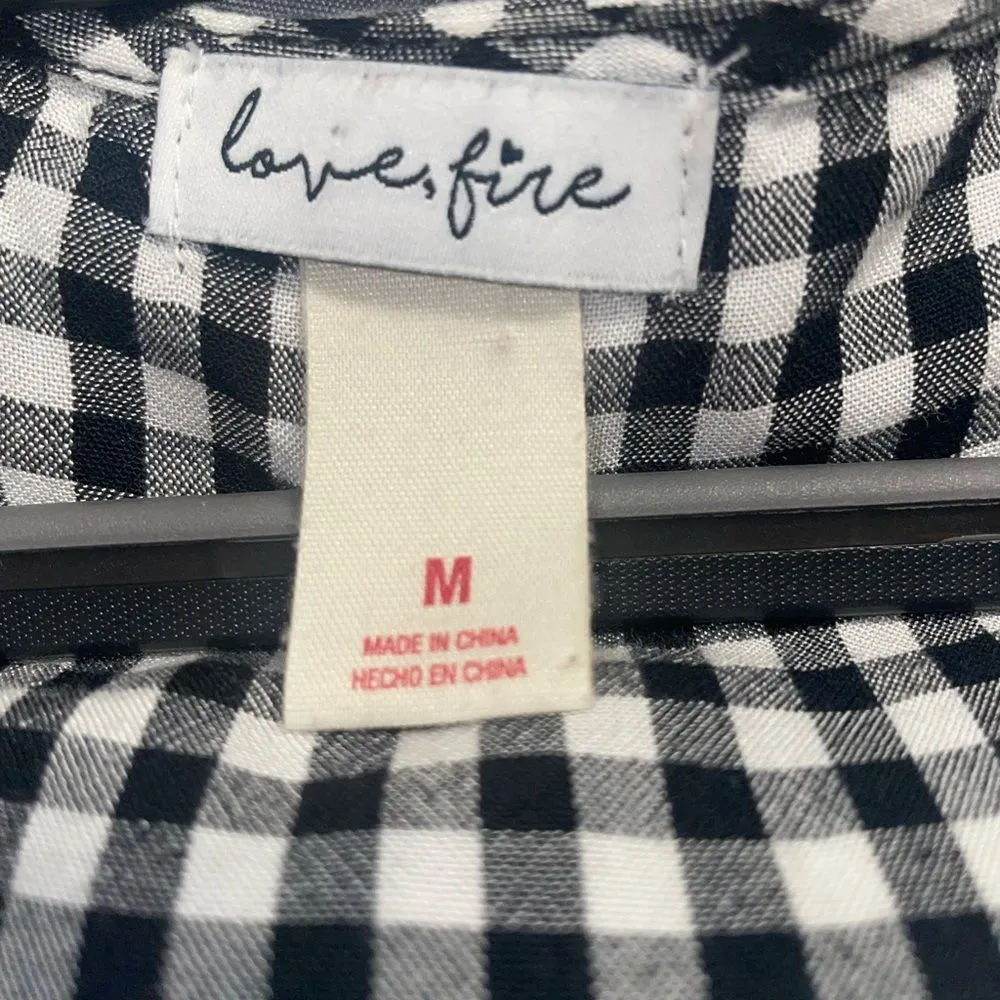 love, fire
M
MADE IN CHINA
HECHO EN CHINA